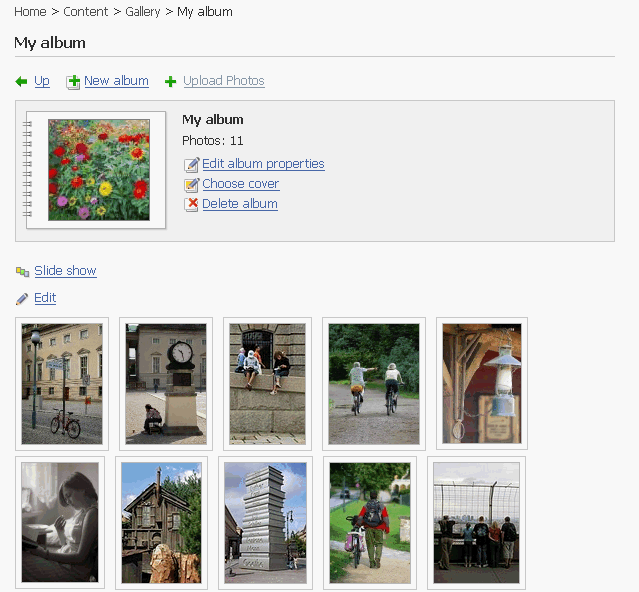 Home > Content > Gallery > My album
My album
Up New album Upload Photos
My album
Photos: 11
Edit album properties
Choose cover
Delete album
Slide show
Edit